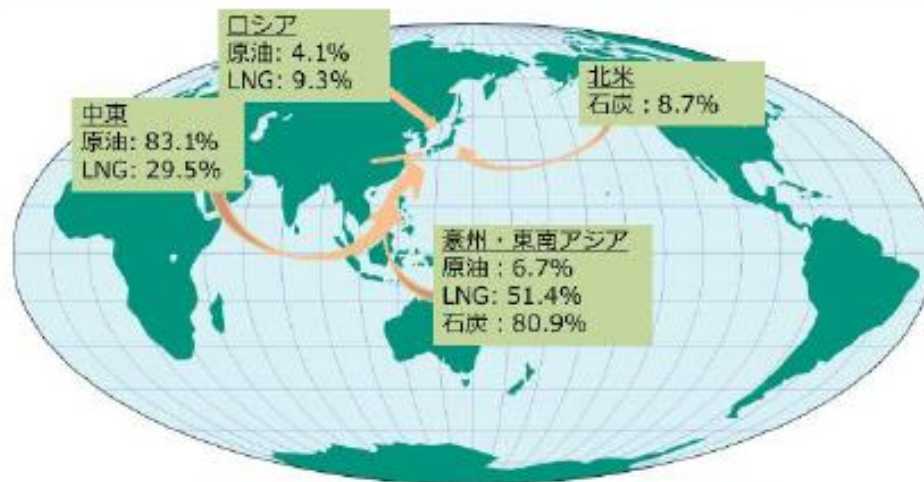 ロシア
原油: 4.1%
LNG: 9.3%
北米
石炭：8.7%
中東
原油: 83.1%
LNG: 29.5%
豪州・東南アジア
原油：6.7%
LNG: 51.4%
石炭：80.9%